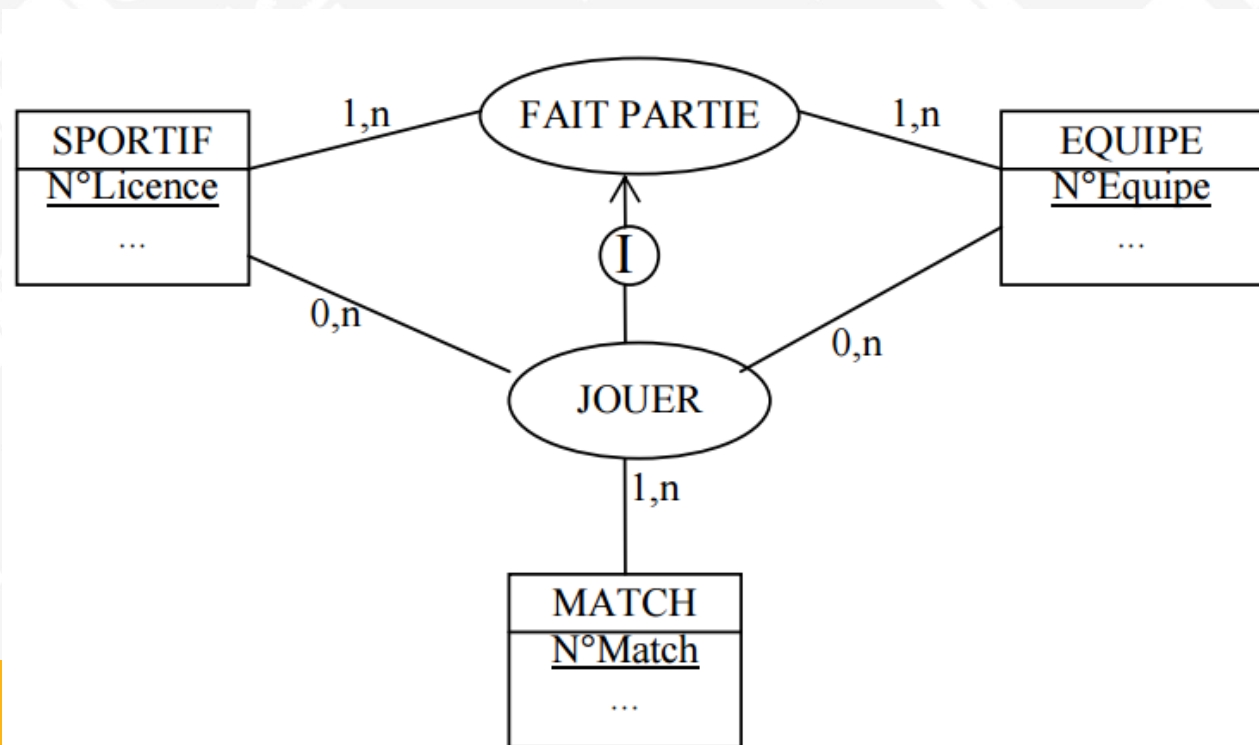 FAIT PARTIE
1,n
1,n
SPORTIF
N°Licence
...
EQUIPE
N°Equipe
...
I
0,n
0,n
JOUER
1,n
MATCH
N°Match
...